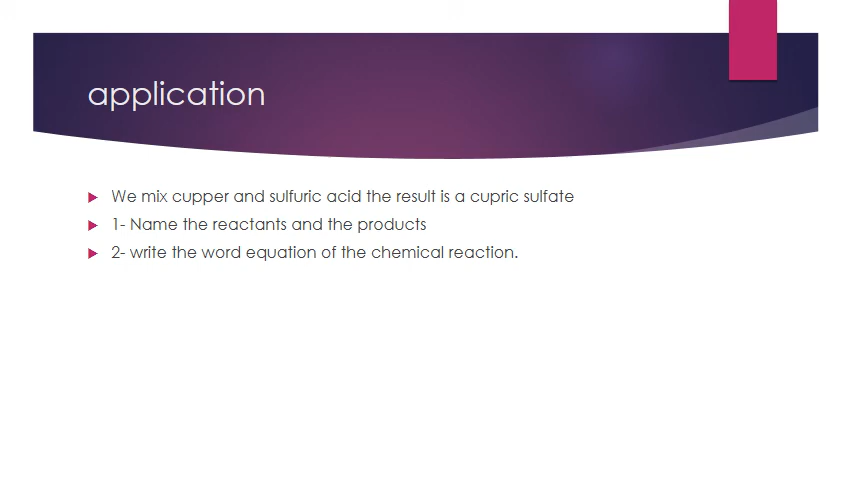 application
We mix cupper and sulfuric acid the result is a cupric sulfate
1- Name the reactants and the products
2- write the word equation of the chemical reaction.